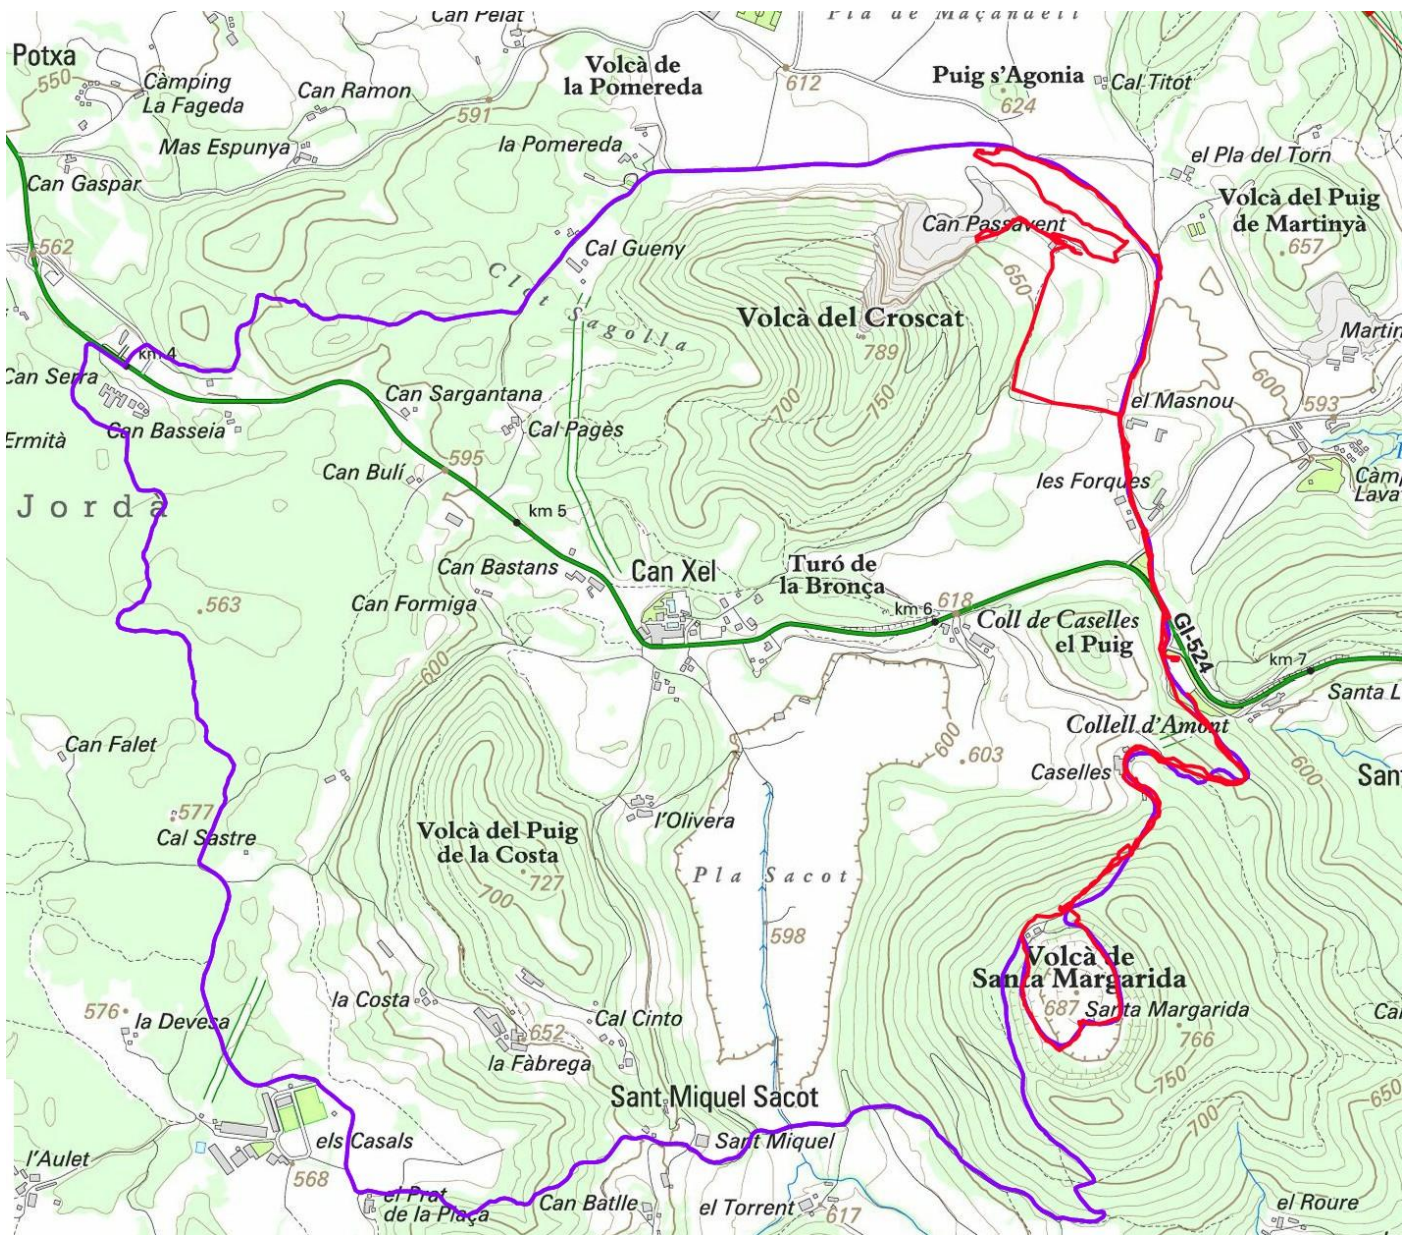 Can Pelat
Pla de Maçandell
Potxa
550
Càmping
La Fageda
Can Ramon
591
Volcà de
la Pomereda
612
Puig s'Agonia
624
Cal Titot
Mas Espunya
la Pomereda
el Pla del Torn
Can Gaspar
Volcà del Puig
de Martinyà
657
Can Passavent
562
Cal Gueny
650
Clot Sagolla
Volcà del Croscat
789
Martin
km 4
Can Serra
700
750
600
Can Sargantana
el Masnou
593
Ermità
Can Basseia
Cal Pagès
Can Bulí
595
les Forques
Càmp
Lava
Jordà
km 5
Can Xel
Turó de
la Bronça
Can Bastans
563
Can Formiga
km 6
618
Coll de Caselles
el Puig
GI-524
600
km 7
Santa L
Can Falet
Collell d'Amont
600
603
Caselles
600
Sant
577
Cal Sastre
l'Olivera
Volcà del Puig
de la Costa
727
700
Pla Sacot
598
Volcà de
Santa Margarida
687
Santa Margarida
766
la Costa
576
la Devesa
Cal Cinto
652
la Fàbrega
750
700
650
Sant Miquel Sacot
els Casals
Sant Miquel
l'Aulet
568
el Prat
de la Plaça
Can Batlle
el Torrent
617
el Roure